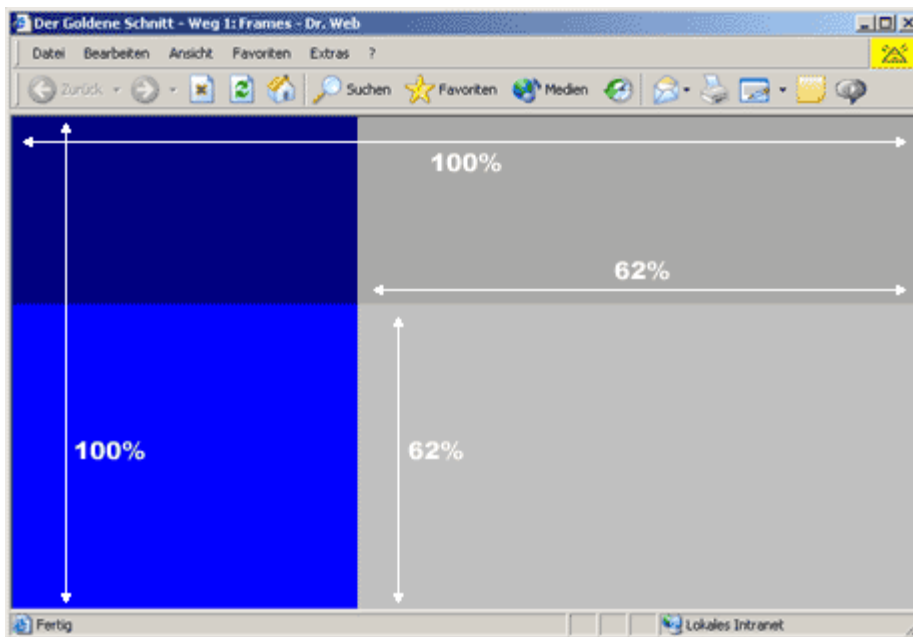 Der Goldene Schnitt - Weg 1: Frames - Dr. Web
Datei Bearbeiten Ansicht Favoriten Extras ?
Zurück Suchen Favoriten Medien
100%
62%
100% 62%
Fertig Lokales Intranet